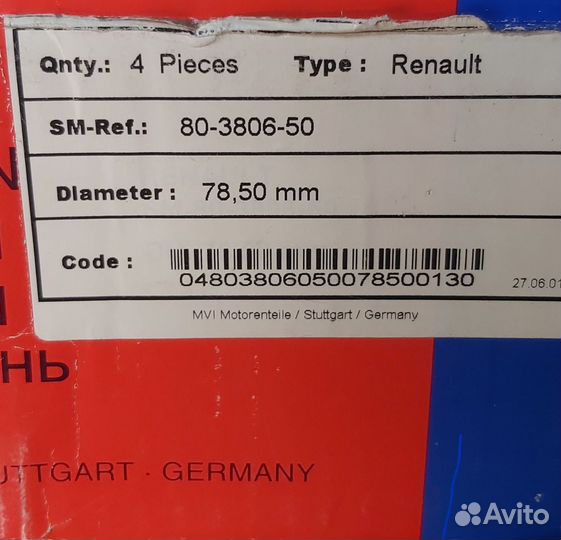 Qnty.: 4 Pieces Type : Renault
SM-Ref.: 80-3806-50
Diameter : 78,50 mm
Code :
04803806050078500130
27.06.01
MVI Motorenteile / Stuttgart / Germany
НЬ
UTTGART · GERMANY
Avito